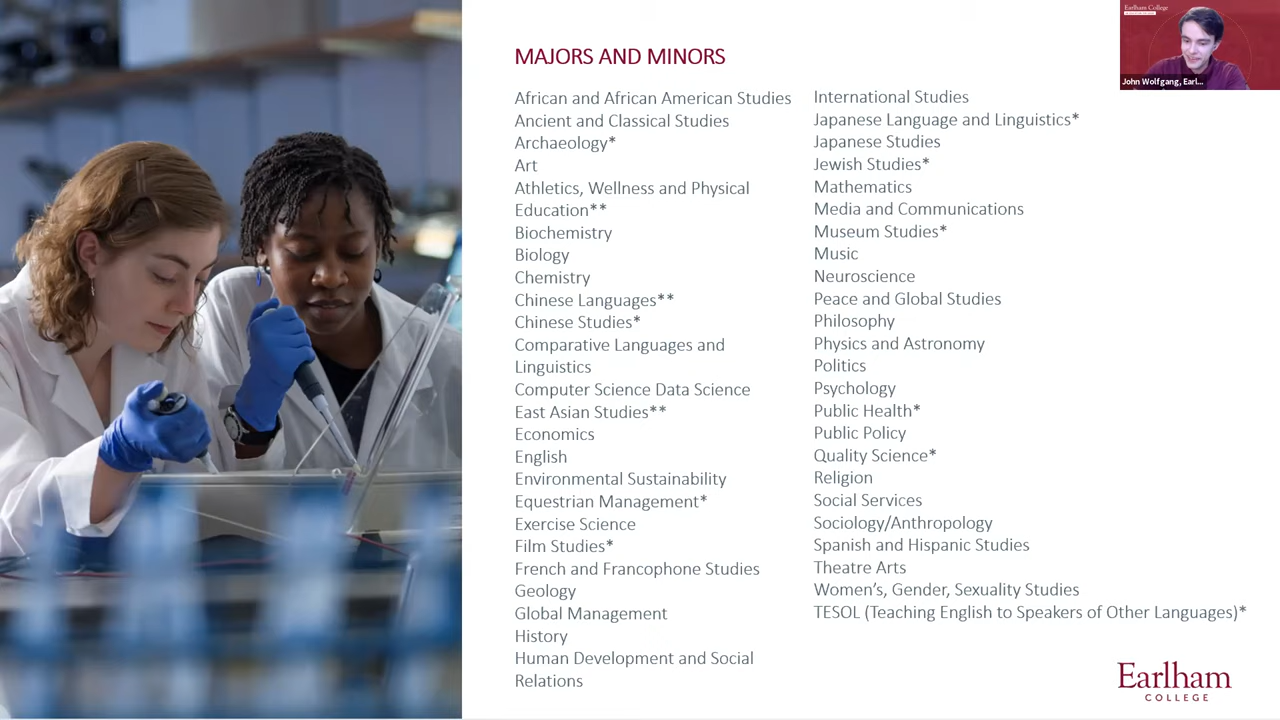 MAJORS AND MINORS
African and African American Studies
Ancient and Classical Studies
Archaeology*
Art
Athletics, Wellness and Physical
Education**
Biochemistry
Biology
Chemistry
Chinese Languages**
Chinese Studies*
Comparative Languages and
Linguistics
Computer Science Data Science
East Asian Studies**
Economics
English
Environmental Sustainability
Equestrian Management*
Exercise Science
Film Studies*
French and Francophone Studies
Geology
Global Management
History
Human Development and Social
Relations
International Studies
Japanese Language and Linguistics*
Japanese Studies
Jewish Studies*
Mathematics
Media and Communications
Museum Studies*
Music
Neuroscience
Peace and Global Studies
Philosophy
Physics and Astronomy
Politics
Psychology
Public Health*
Public Policy
Quality Science*
Religion
Social Services
Sociology/Anthropology
Spanish and Hispanic Studies
Theatre Arts
Women’s, Gender, Sexuality Studies
TESOL (Teaching English to Speakers of Other Languages)*
Earlham College
John Wolfgang, Earl...
Earlham
COLLEGE